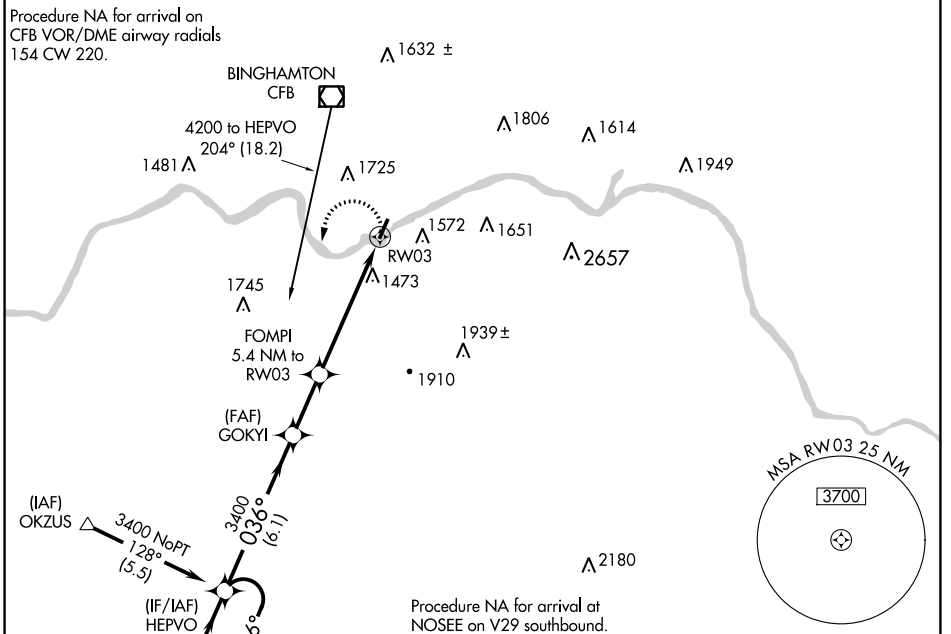 Procedure NA for arrival on
CFB VOR/DME airway radials
154 CW 220.
1632 ±
BINGHAMTON
CFB
4200 to HEPVO
204° (18.2)
1806
1614
1481
1725
1949
1572
1651
RW03
2657
1473
1745
FOMPI
5.4 NM to
RW03
1939 ±
1910
(FAF)
GOKYI
MSA RW03 25 NM
3700
(IAF)
OKZUS
3400 NoPT
128°
(5.5)
3400
036°
(6.1)
2180
(IF/IAF)
HEPVO
Procedure NA for arrival at
NOSEE on V29 southbound.